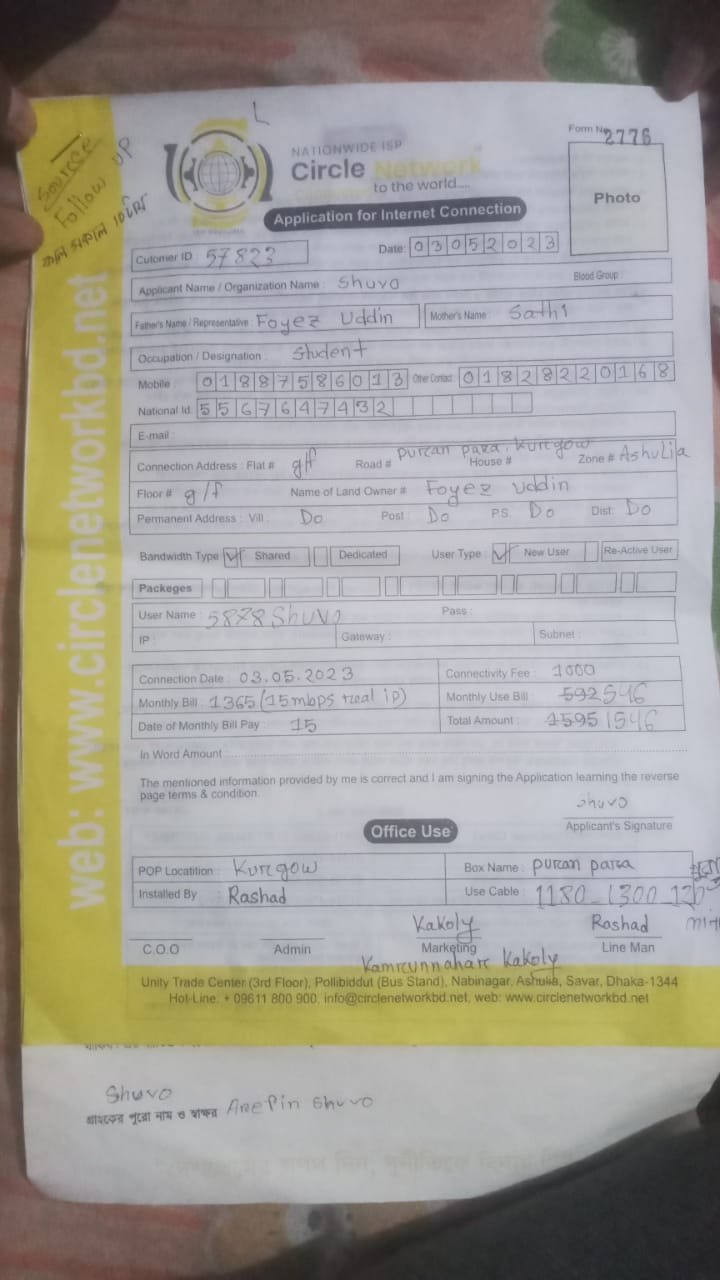 Sources
Follow UP
L
NATIONWIDE ISP
Circle Network
to the world....
Form No 2776
Photo
Application for Internet Connection
Cutomer ID 57823
Date: 03052023
Applicant Name / Organization Name : Shuvo
Blood Group :
Father's Name / Representative Foyez Uddin
Mother's Name : Sathi
Occupation / Designation : Student
Mobile : 01887586013 Other Contact : 01828220168
National Id: 5567647432
E-mail :
Connection Address : Flat # g/f Road # puran para, kurgow House # Zone # Ashulia
Floor # g/f Name of Land Owner # Foyez Uddin
Permanent Address : Vill : Do Post : Do P.S. Do Dist: Do
Bandwidth Type Shared Dedicated User Type : New User Re-Active User
Packeges
User Name : 5878Shuvo Pass :
IP : Gateway : Subnet :
Connection Date : 03.05.2023 Connectivity Fee : 1000
Monthly Bill : 1365 (15mbps +real ip) Monthly Use Bill 592 546
Date of Monthly Bill Pay : 15 Total Amount : 1595 1546
In Word Amount
The mentioned information provided by me is correct and I am signing the Application learning the reverse
page terms & condition.
Shuvo
Applicant's Signature
Office Use
POP Locatition : Kurgow Box Name : puran para
Installed By : Rashad Use Cable : 1180_1300_120
Kakoly Rashad
C.O.O Admin Marketing Line Man
Kamrunnahar Kakoly
Unity Trade Center (3rd Floor), Pollibiddut (Bus Stand), Nabinagar, Ashulia, Savar, Dhaka-1344
Hot-Line: + 09611 800 900, info@circlenetworkbd.net, web: www.circlenetworkbd.net
web: www.circlenetworkbd.net
Shuvo
গ্রাহকের পুরো নাম ও স্বাক্ষর Arefin Shuvo